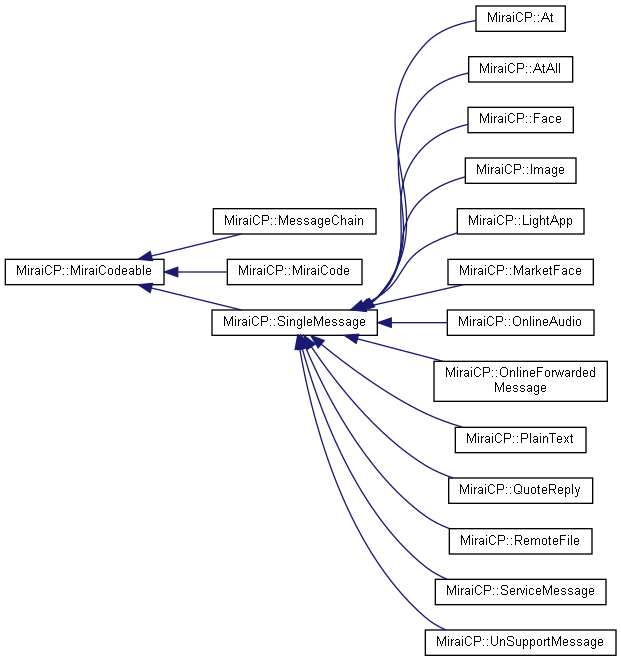 MiraiCP::At
MiraiCP::AtAll
MiraiCP::Face
MiraiCP::Image
MiraiCP::MessageChain
MiraiCP::LightApp
MiraiCP::MiraiCodeable
MiraiCP::MiraiCode
MiraiCP::MarketFace
MiraiCP::SingleMessage
MiraiCP::OnlineAudio
MiraiCP::OnlineForwarded
Message
MiraiCP::PlainText
MiraiCP::QuoteReply
MiraiCP::RemoteFile
MiraiCP::ServiceMessage
MiraiCP::UnSupportMessage